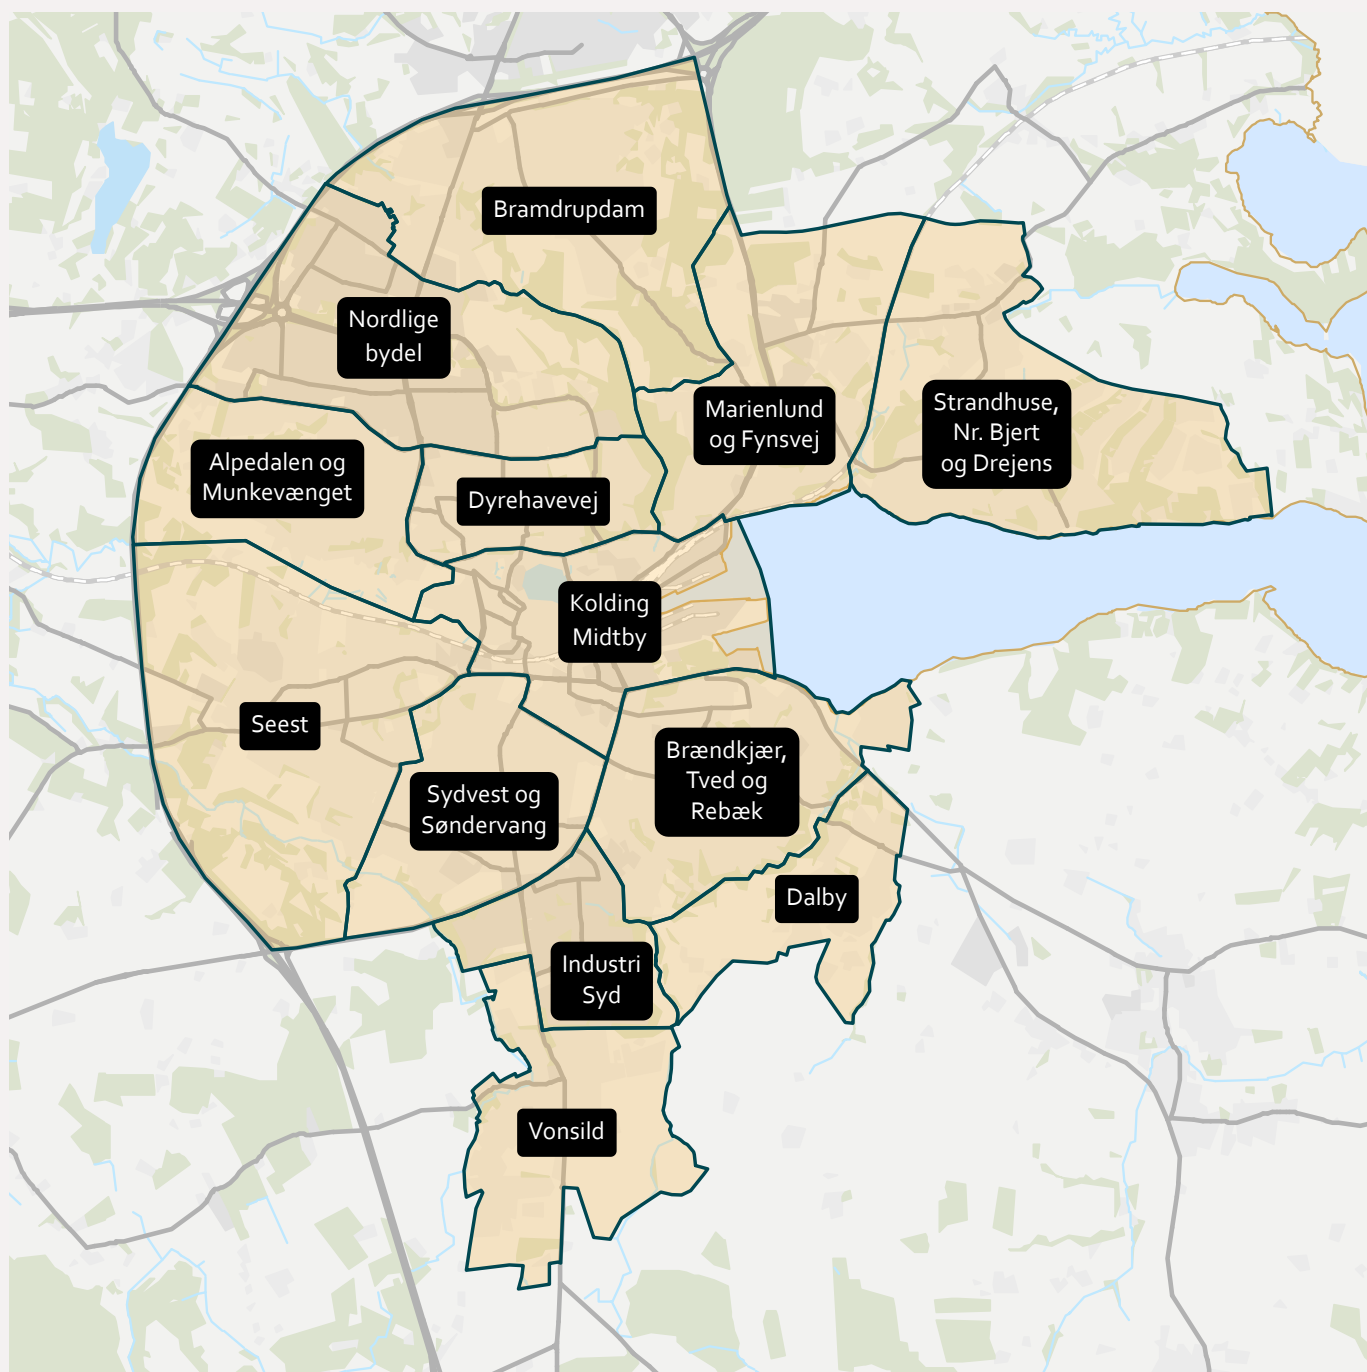 Bramdrupdam
Nordlige
bydel
Marienlund
og Fynsvej
Strandhuse,
Nr. Bjert
og Drejens
Alpedalen og
Munkevænget
Dyrehavevej
Kolding
Midtby
Seest
Brændkjær,
Tved og
Rebæk
Sydvest og
Søndervang
Dalby
Industri
Syd
Vonsild